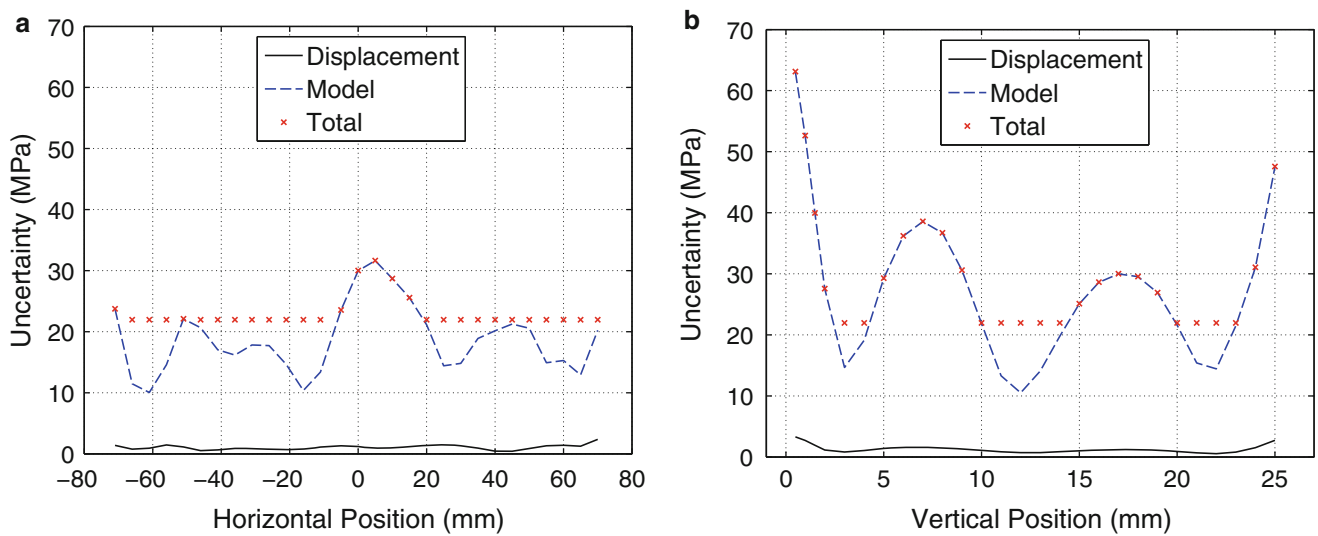 a
70
60
50
40
30
20
10
0
−80
−60
−40
−20
0
20
40
60
80
Uncertainty (MPa)
Horizontal Position (mm)
Displacement
Model
Total
b
70
60
50
40
30
20
10
0
0
5
10
15
20
25
Uncertainty (MPa)
Vertical Position (mm)
Displacement
Model
Total